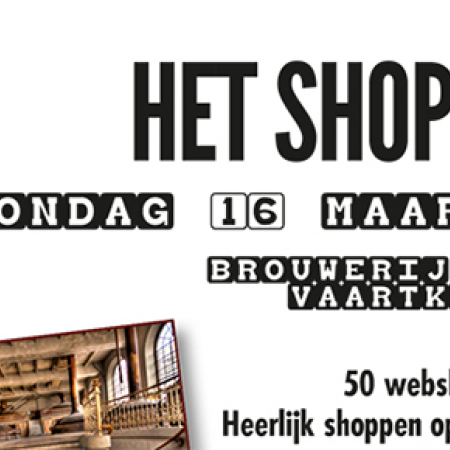 HET SHOP
ONDAG 16 MAAR
BROUWERIJ
VAARTK
50 websh
Heerlijk shoppen op